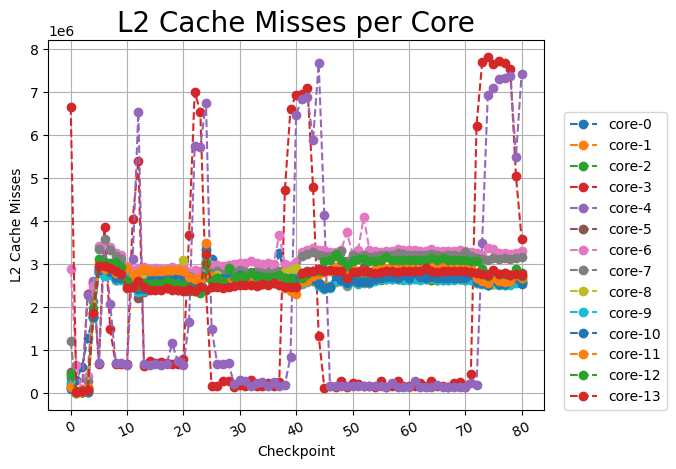 L2 Cache Misses per Core
1e6
8
7
6
5
4
3
2
1
0
L2 Cache Misses
0
10
20
30
40
50
60
70
80
Checkpoint
core-0
core-1
core-2
core-3
core-4
core-5
core-6
core-7
core-8
core-9
core-10
core-11
core-12
core-13